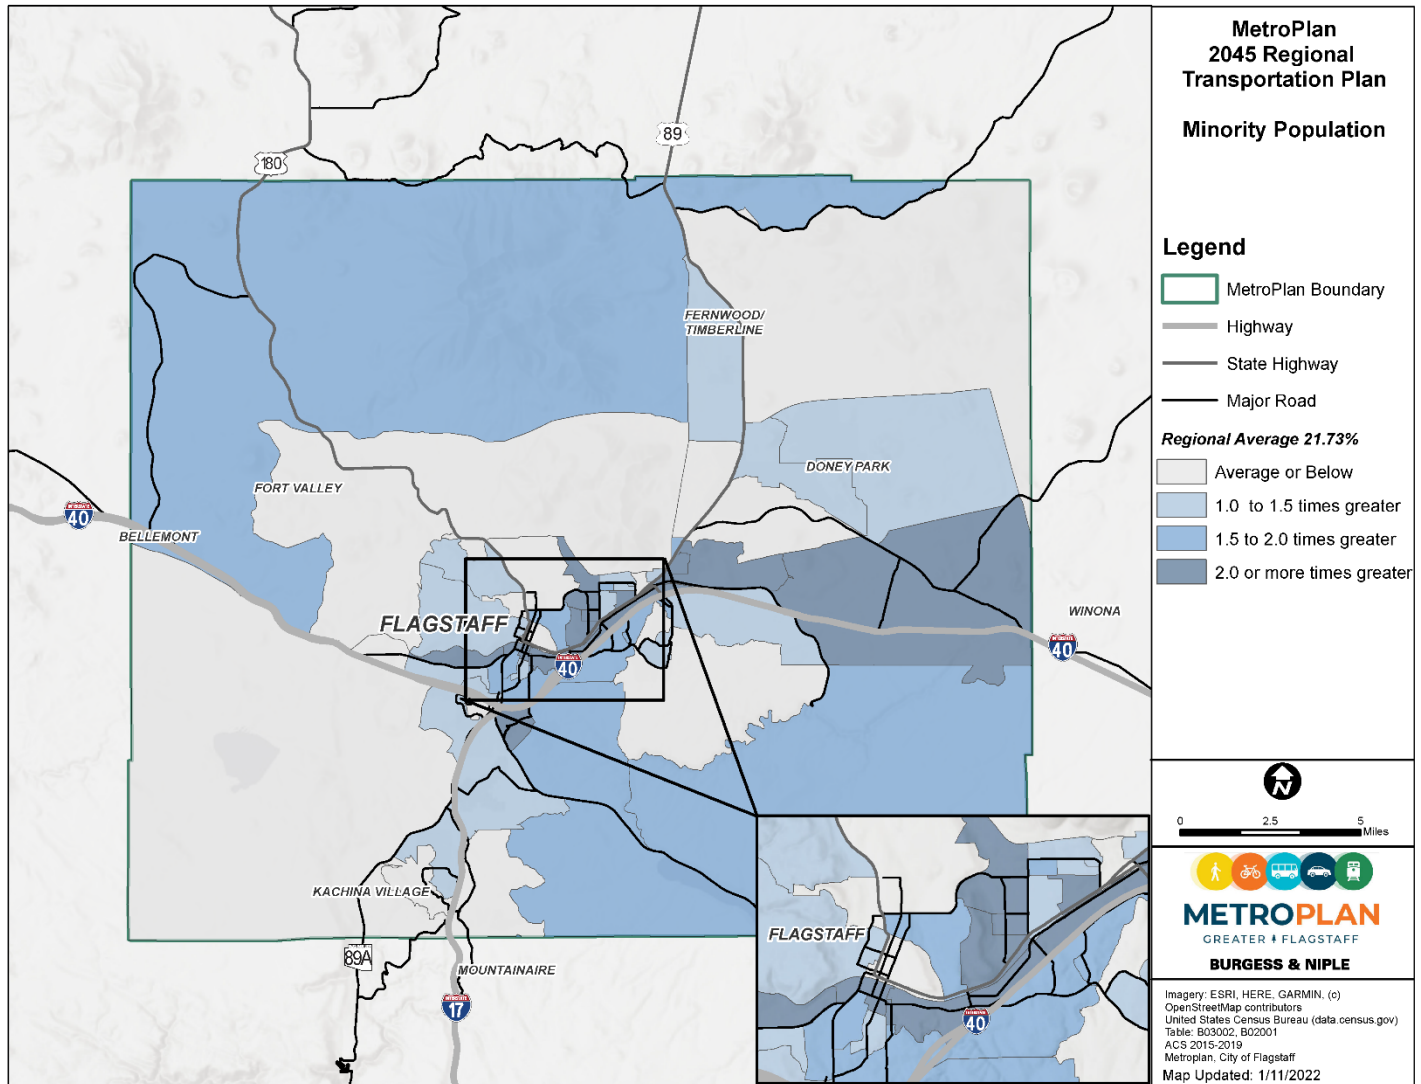 MetroPlan
2045 Regional
Transportation Plan
Minority Population
Legend
MetroPlan Boundary
Highway
State Highway
Major Road
Regional Average 21.73%
Average or Below
1.0 to 1.5 times greater
1.5 to 2.0 times greater
2.0 or more times greater
N
0 2.5 5
Miles
METROPLAN
GREATER FLAGSTAFF
BURGESS & NIPLE
Imagery: ESRI, HERE, GARMIN, (c)
OpenStreetMap contributors
United States Census Bureau (data.census.gov)
Table: B03002, B02001
ACS 2015-2019
Metroplan, City of Flagstaff
Map Updated: 1/11/2022
89
180
FERNWOOD/
TIMBERLINE
DONEY PARK
FORT VALLEY
40
BELLEMONT
FLAGSTAFF
WINONA
40
40
KACHINA VILLAGE
89A
MOUNTAINAIRE
INTERSTATE
17
FLAGSTAFF
40